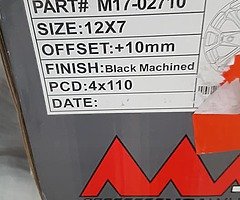 PART# M17-02710
SIZE:12X7
OFFSET:+10mm
FINISH: Black Machined
PCD: 4x110
DATE: